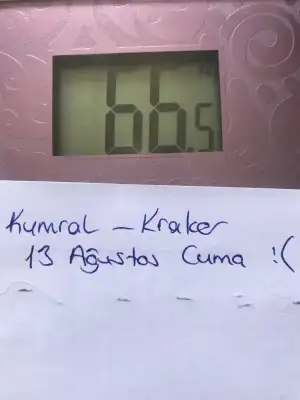 66.5
Kumral - Kraker
13 Ağustos Cuma :(